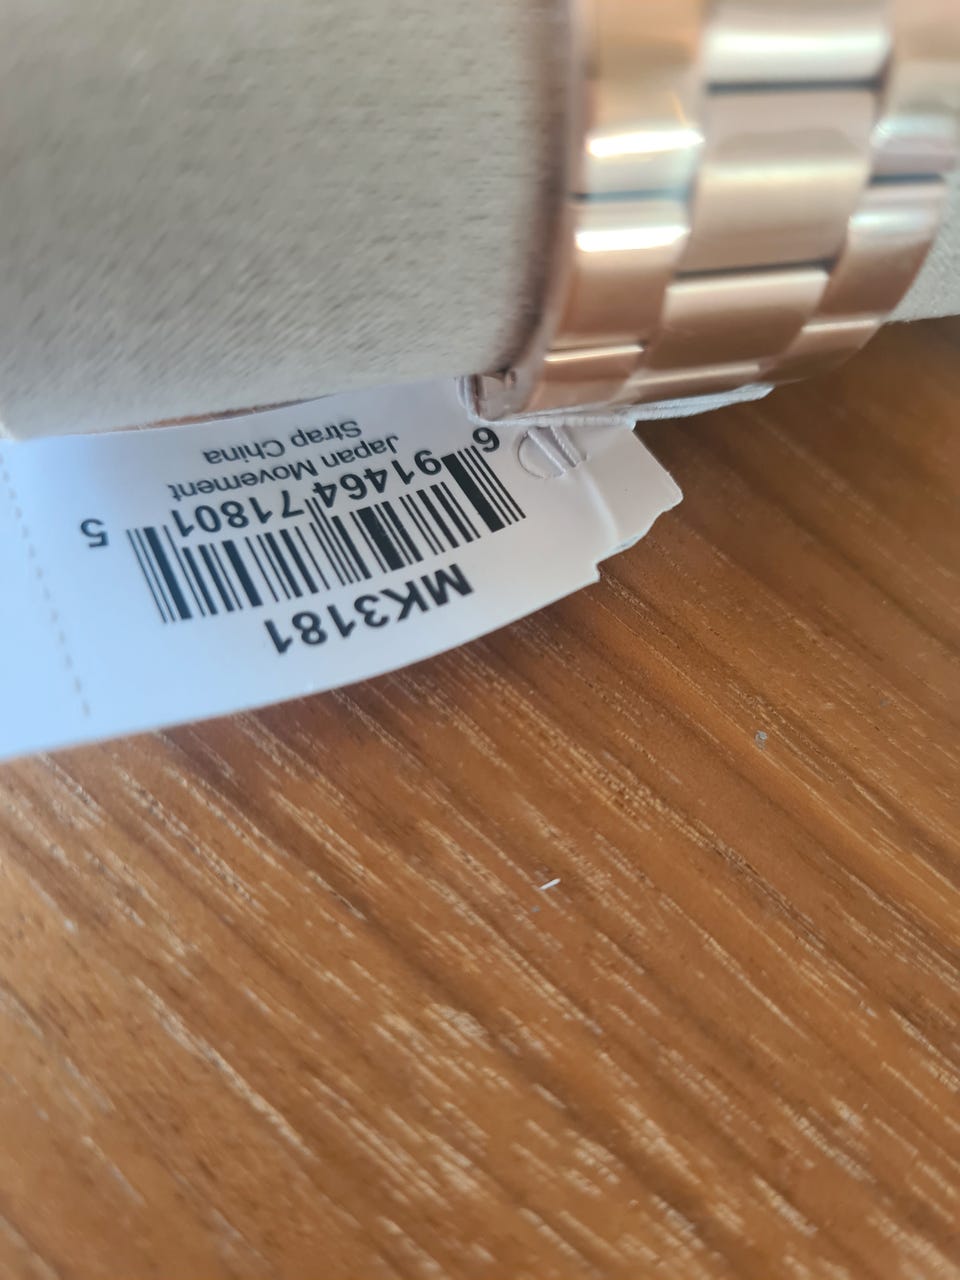 MK3181
6 91464 71801 5
Japan Movement
Strap China